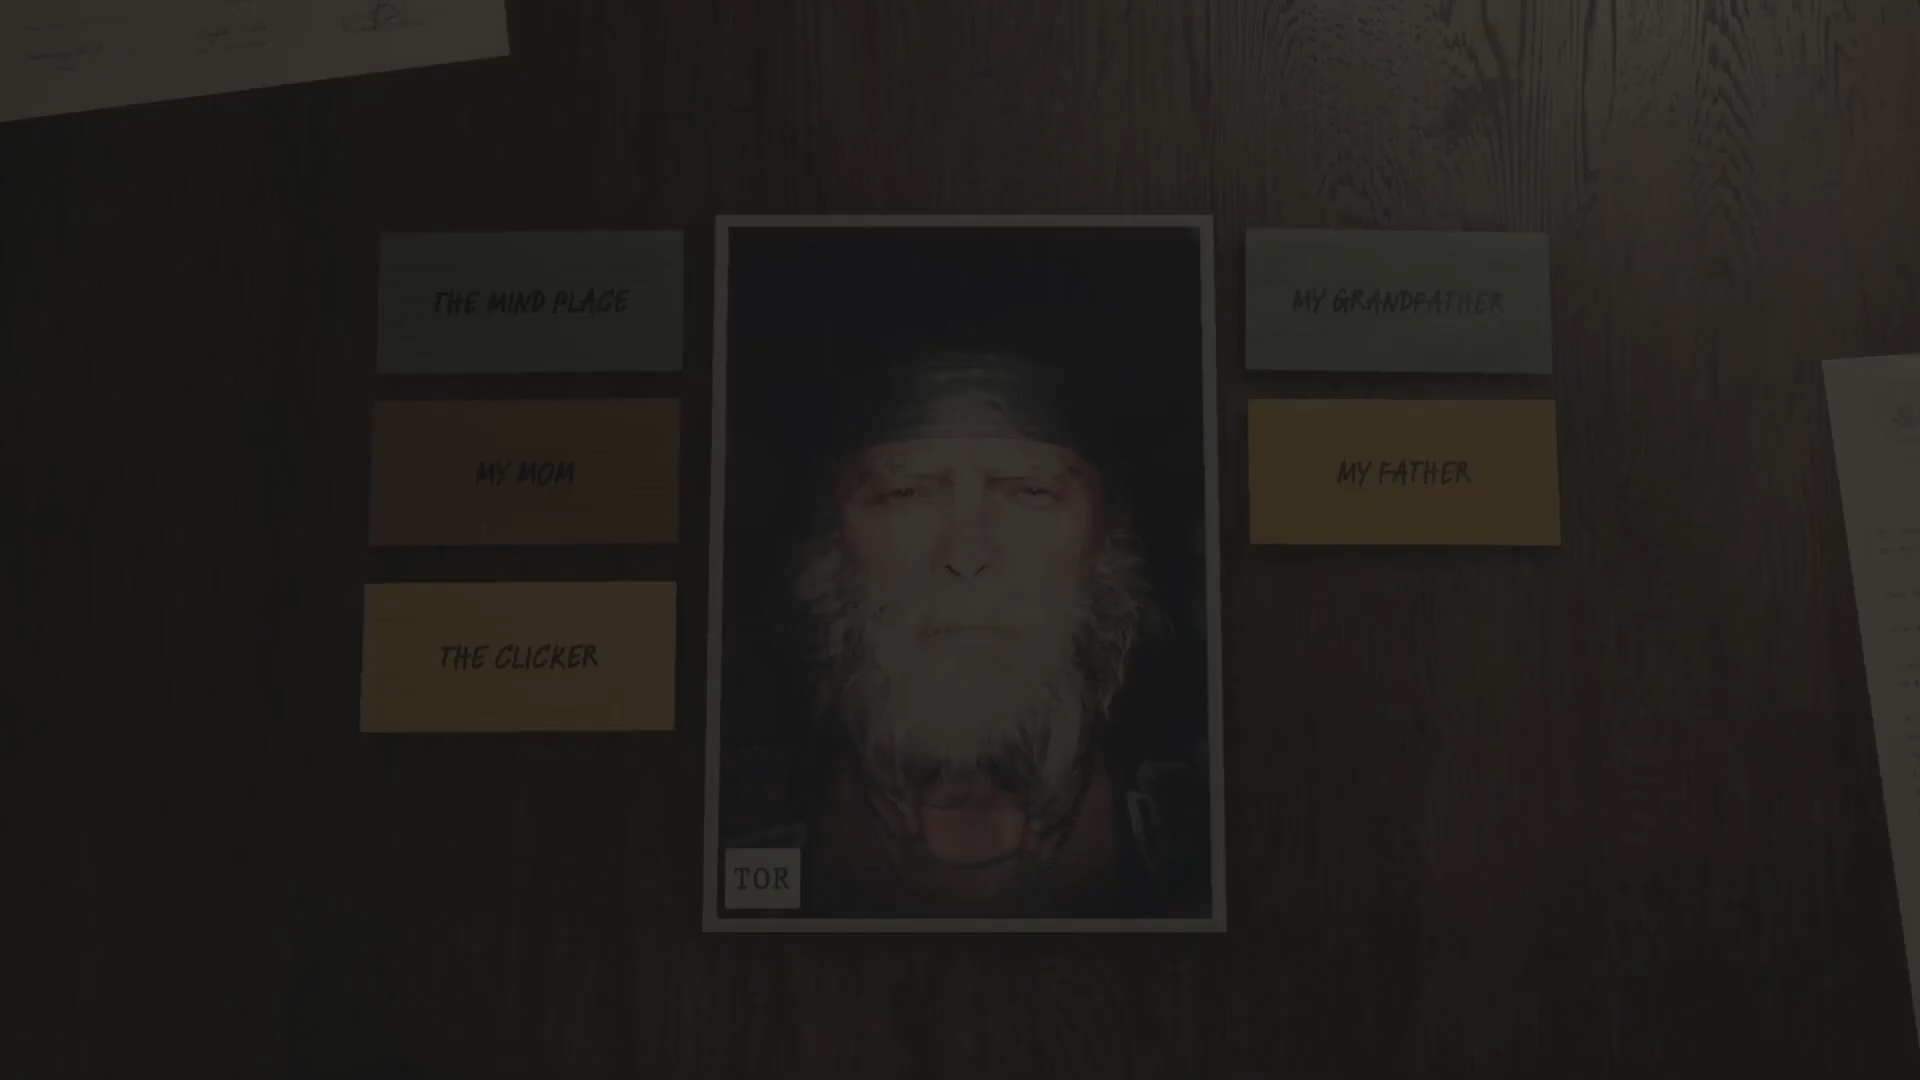 THE MIND PLACE
MY MOM
THE CLICKER
TOR
MY GRANDFATHER
MY FATHER